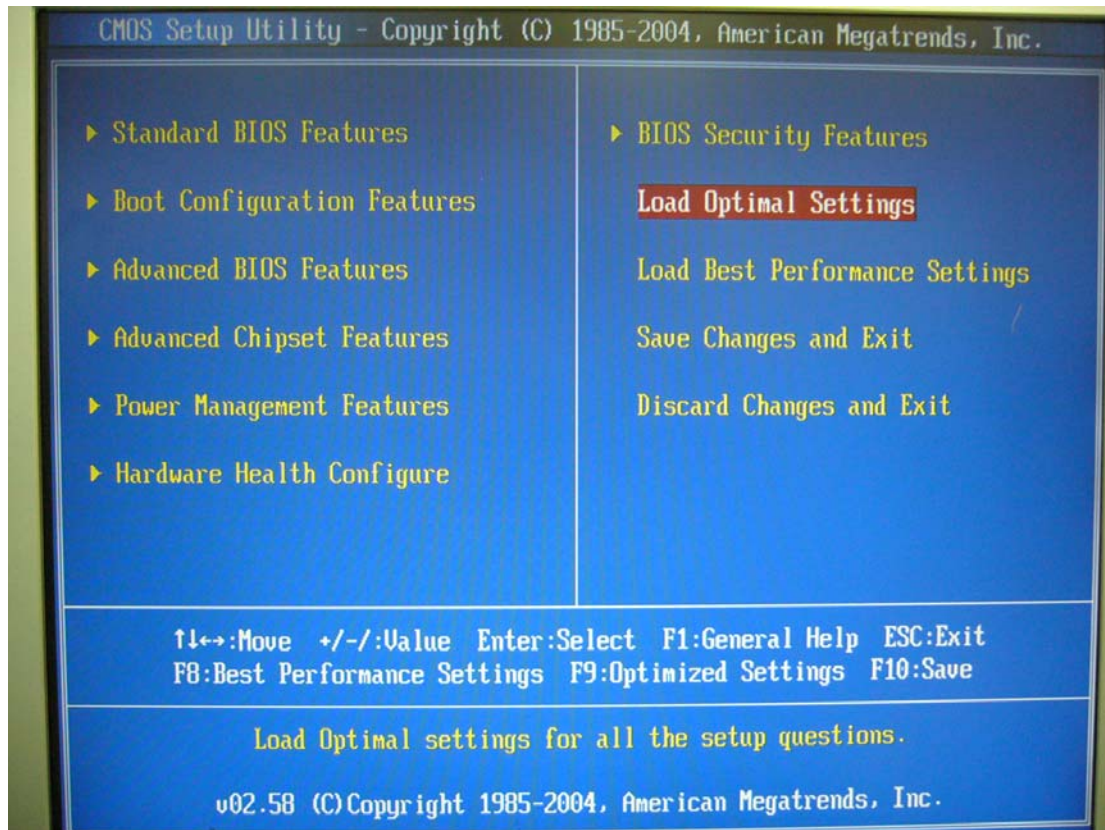 CMOS Setup Utility - Copyright (C) 1985-2004, American Megatrends, Inc.
▶ Standard BIOS Features
▶ Boot Configuration Features
▶ Advanced BIOS Features
▶ Advanced Chipset Features
▶ Power Management Features
▶ Hardware Health Configure
▶ BIOS Security Features
Load Optimal Settings
Load Best Performance Settings
Save Changes and Exit
Discard Changes and Exit
↑↓←→:Move +/-/:Value Enter:Select F1:General Help ESC:Exit
F8:Best Performance Settings F9:Optimized Settings F10:Save
Load Optimal settings for all the setup questions.
v02.58 (C)Copyright 1985-2004, American Megatrends, Inc.